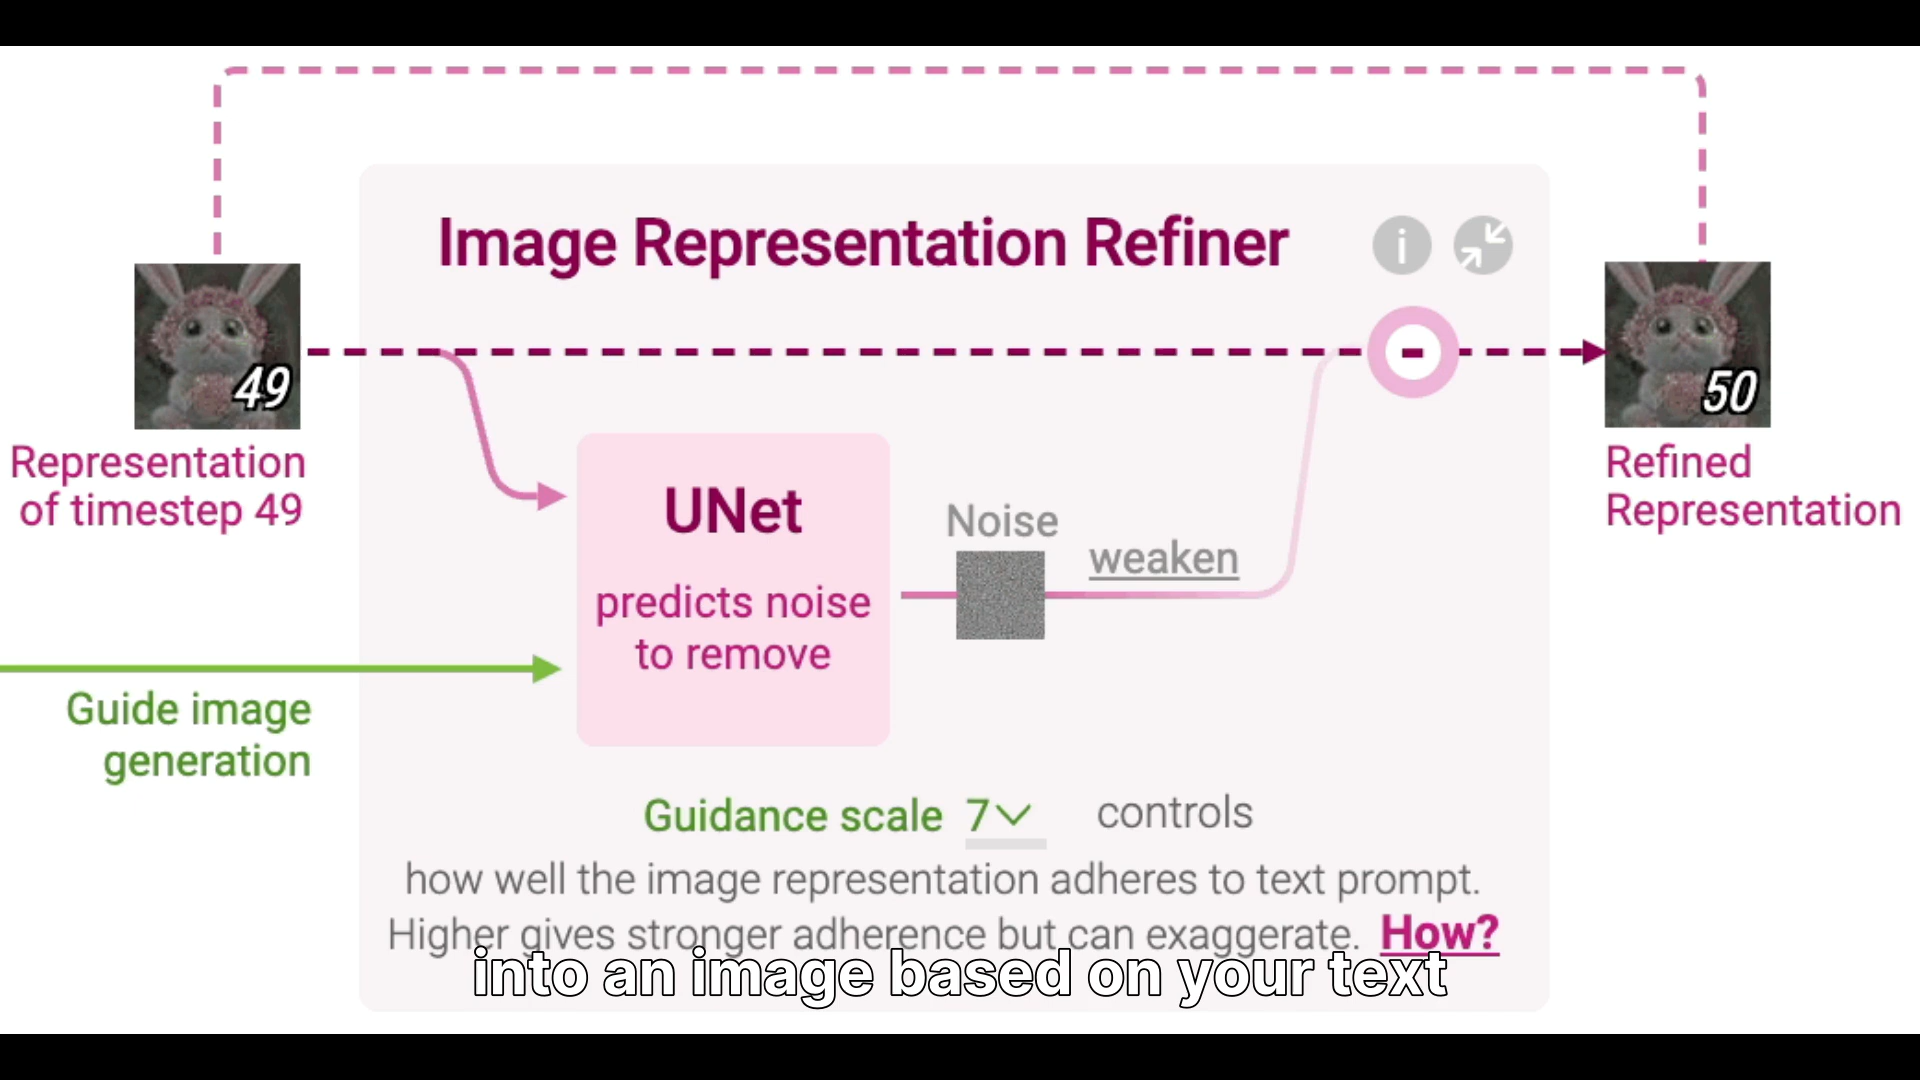 Image Representation Refiner
i
49
50
Representation
of timestep 49
Refined
Representation
UNet
predicts noise
to remove
Noise
weaken
-
Guide image
generation
Guidance scale 7 controls
how well the image representation adheres to text prompt.
Higher gives stronger adherence but can exaggerate. How?
into an image based on your text